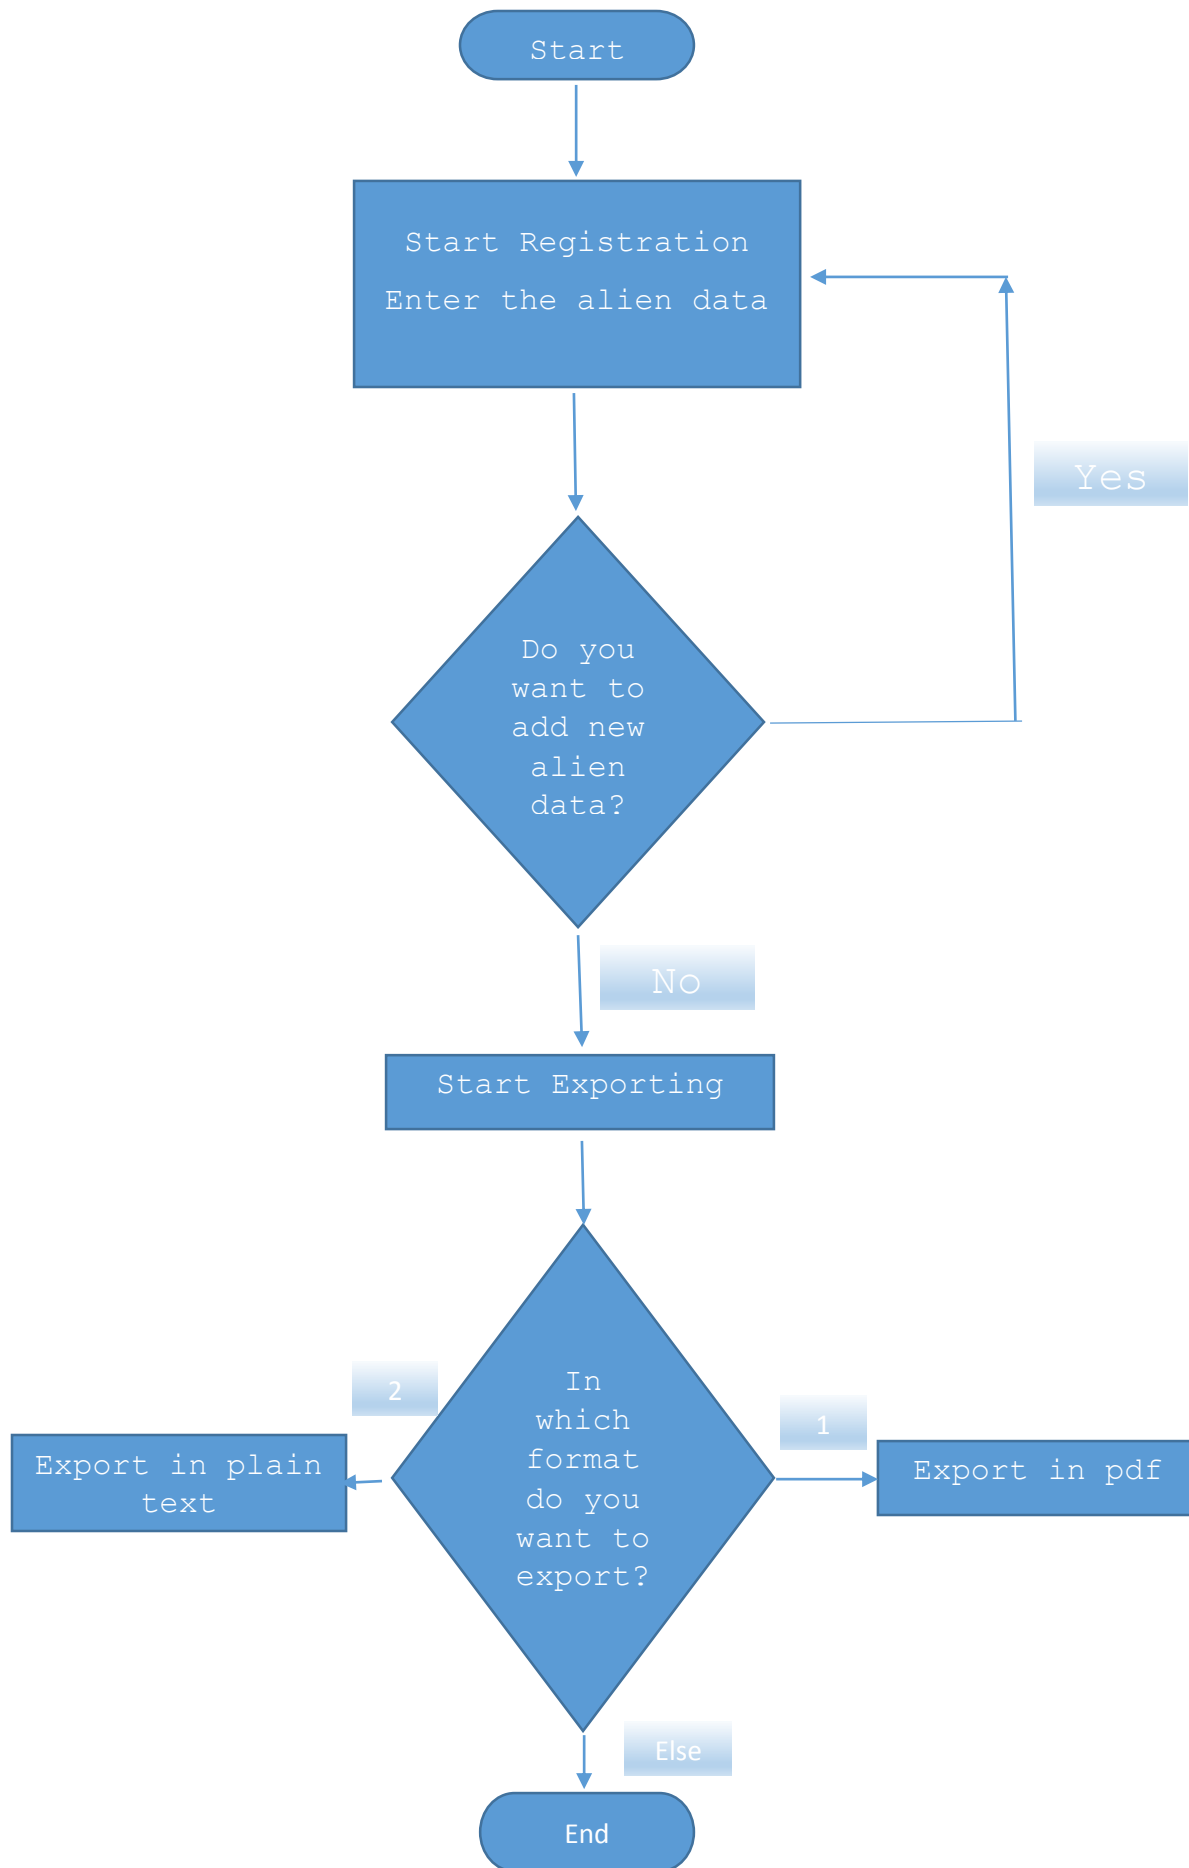 Start
Start Registration
Enter the alien data
Yes
Do you
want to
add new
alien
data?
No
Start Exporting
2
1
In
which
format
do you
want to
export?
Export in plain
text
Export in pdf
Else
End